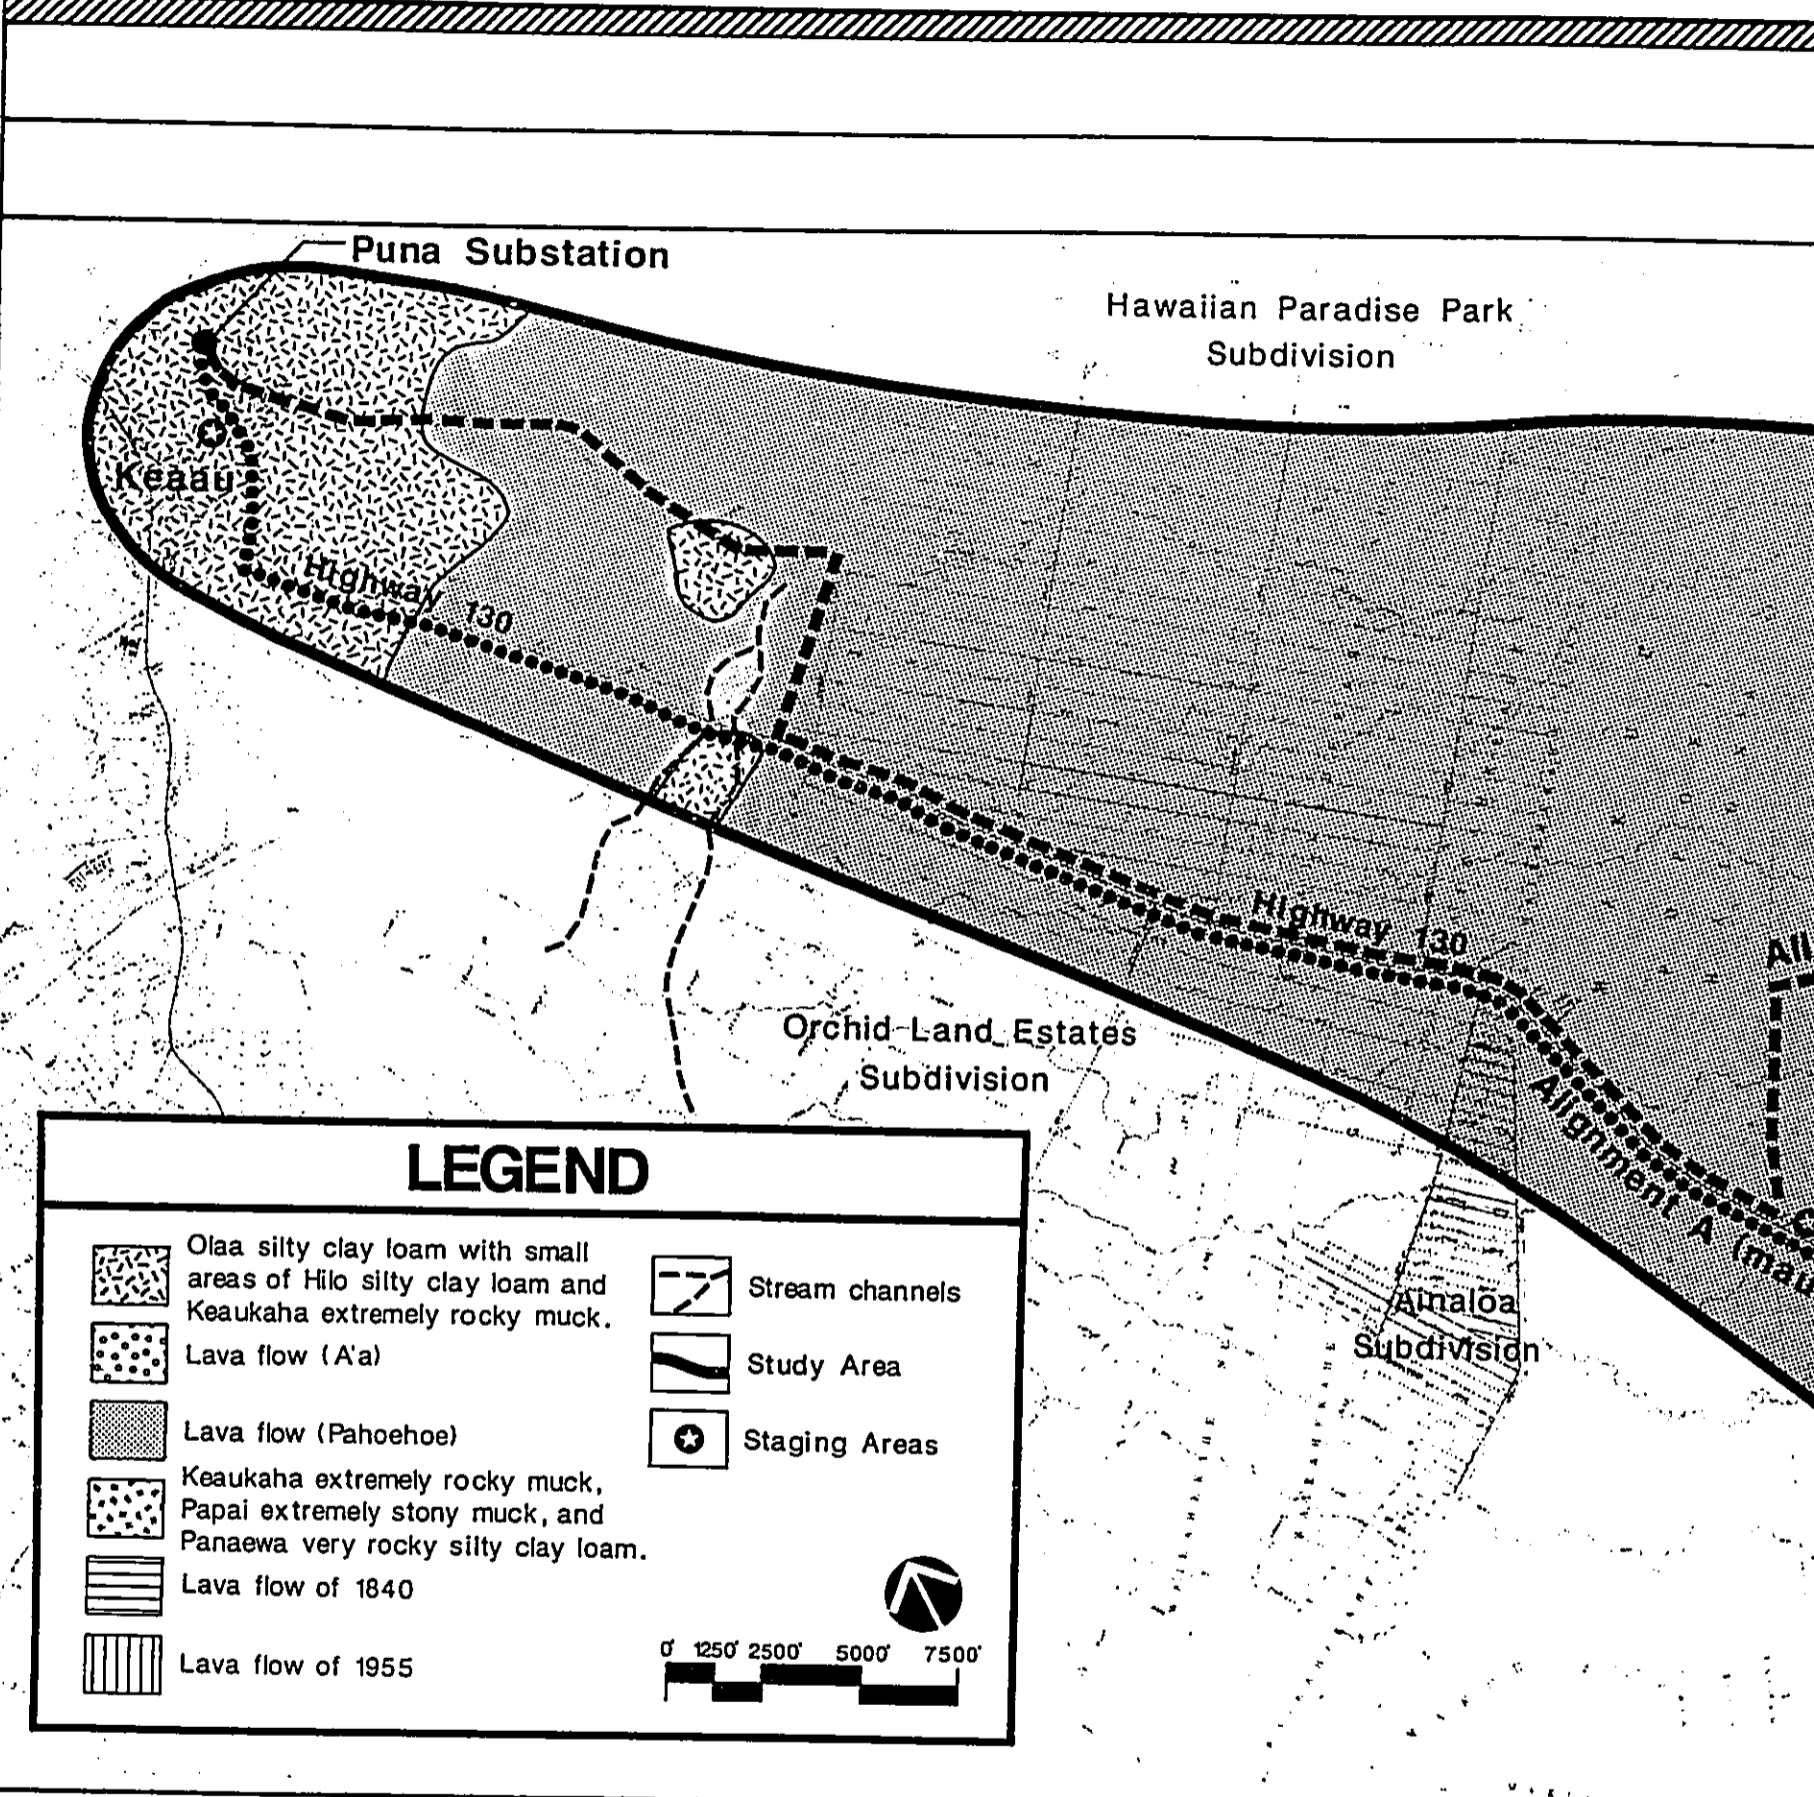 Puna Substation
Hawaiian Paradise Park
Subdivision
Keaau
Highway 130
Highway 130
All
Alignment A (mau
Orchid Land Estates
Subdivision
Ainaloa
Subdivision
LEGEND
Olaa silty clay loam with small
areas of Hilo silty clay loam and
Keaukaha extremely rocky muck.
Lava flow (A'a)
Lava flow (Pahoehoe)
Keaukaha extremely rocky muck,
Papai extremely stony muck, and
Panaewa very rocky silty clay loam.
Lava flow of 1840
Lava flow of 1955
Stream channels
Study Area
Staging Areas
0' 1250' 2500' 5000' 7500'